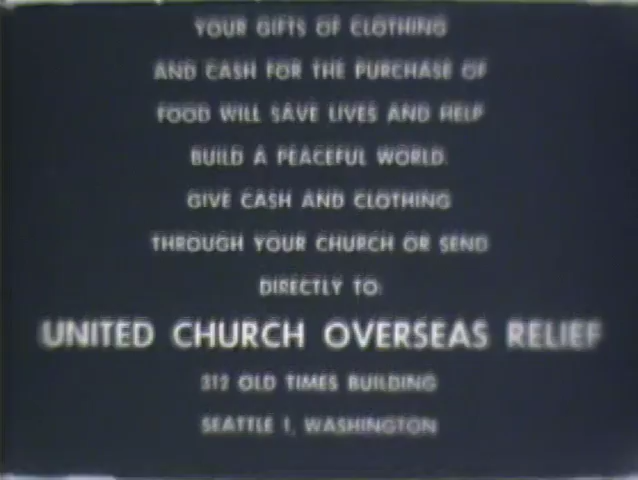 YOUR GIFTS OF CLOTHING
AND CASH FOR THE PURCHASE OF
FOOD WILL SAVE LIVES AND HELP
BUILD A PEACEFUL WORLD.
GIVE CASH AND CLOTHING
THROUGH YOUR CHURCH OR SEND
DIRECTLY TO:
UNITED CHURCH OVERSEAS RELIEF
312 OLD TIMES BUILDING
SEATTLE 1, WASHINGTON